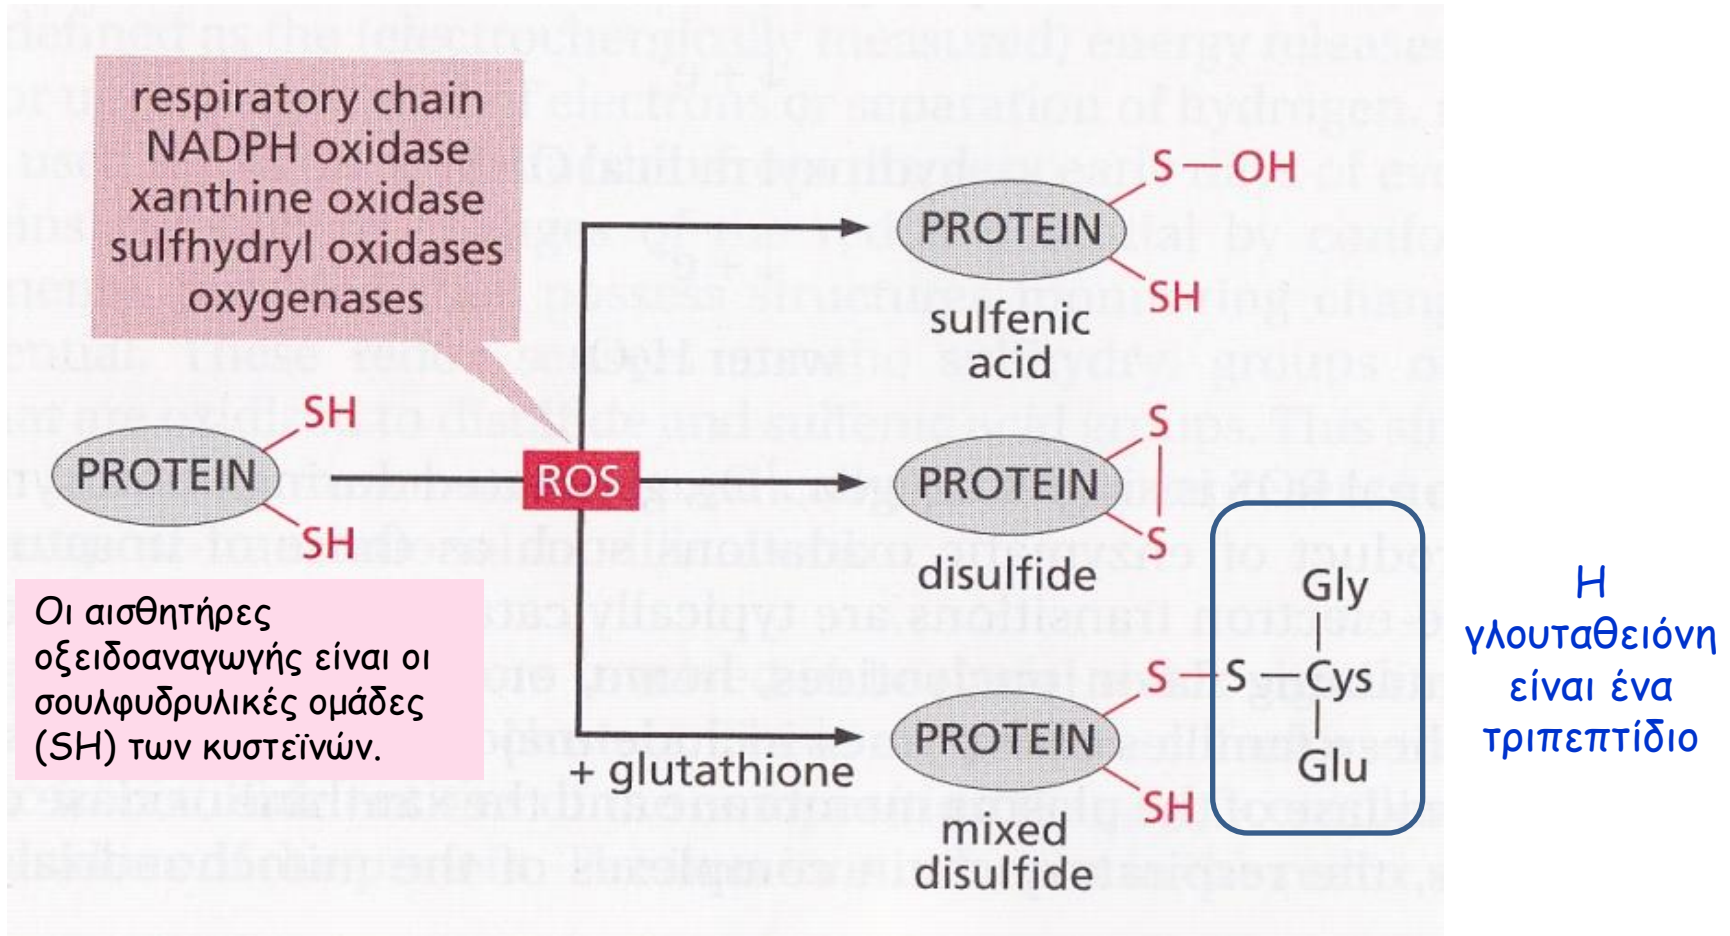 respiratory chain
NADPH oxidase
xanthine oxidase
sulfhydryl oxidases
oxygenases
PROTEIN
SH
SH
ROS
PROTEIN
S — OH
SH
sulfenic
acid
PROTEIN
S
S
disulfide
+ glutathione
PROTEIN
S — S — Cys
Gly
Glu
SH
mixed
disulfide
Οι αισθητήρες
οξειδοαναγωγής είναι οι
σουλφυδρυλικές ομάδες
(SH) των κυστεϊνών.
Η
γλουταθειόνη
είναι ένα
τριπεπτίδιο